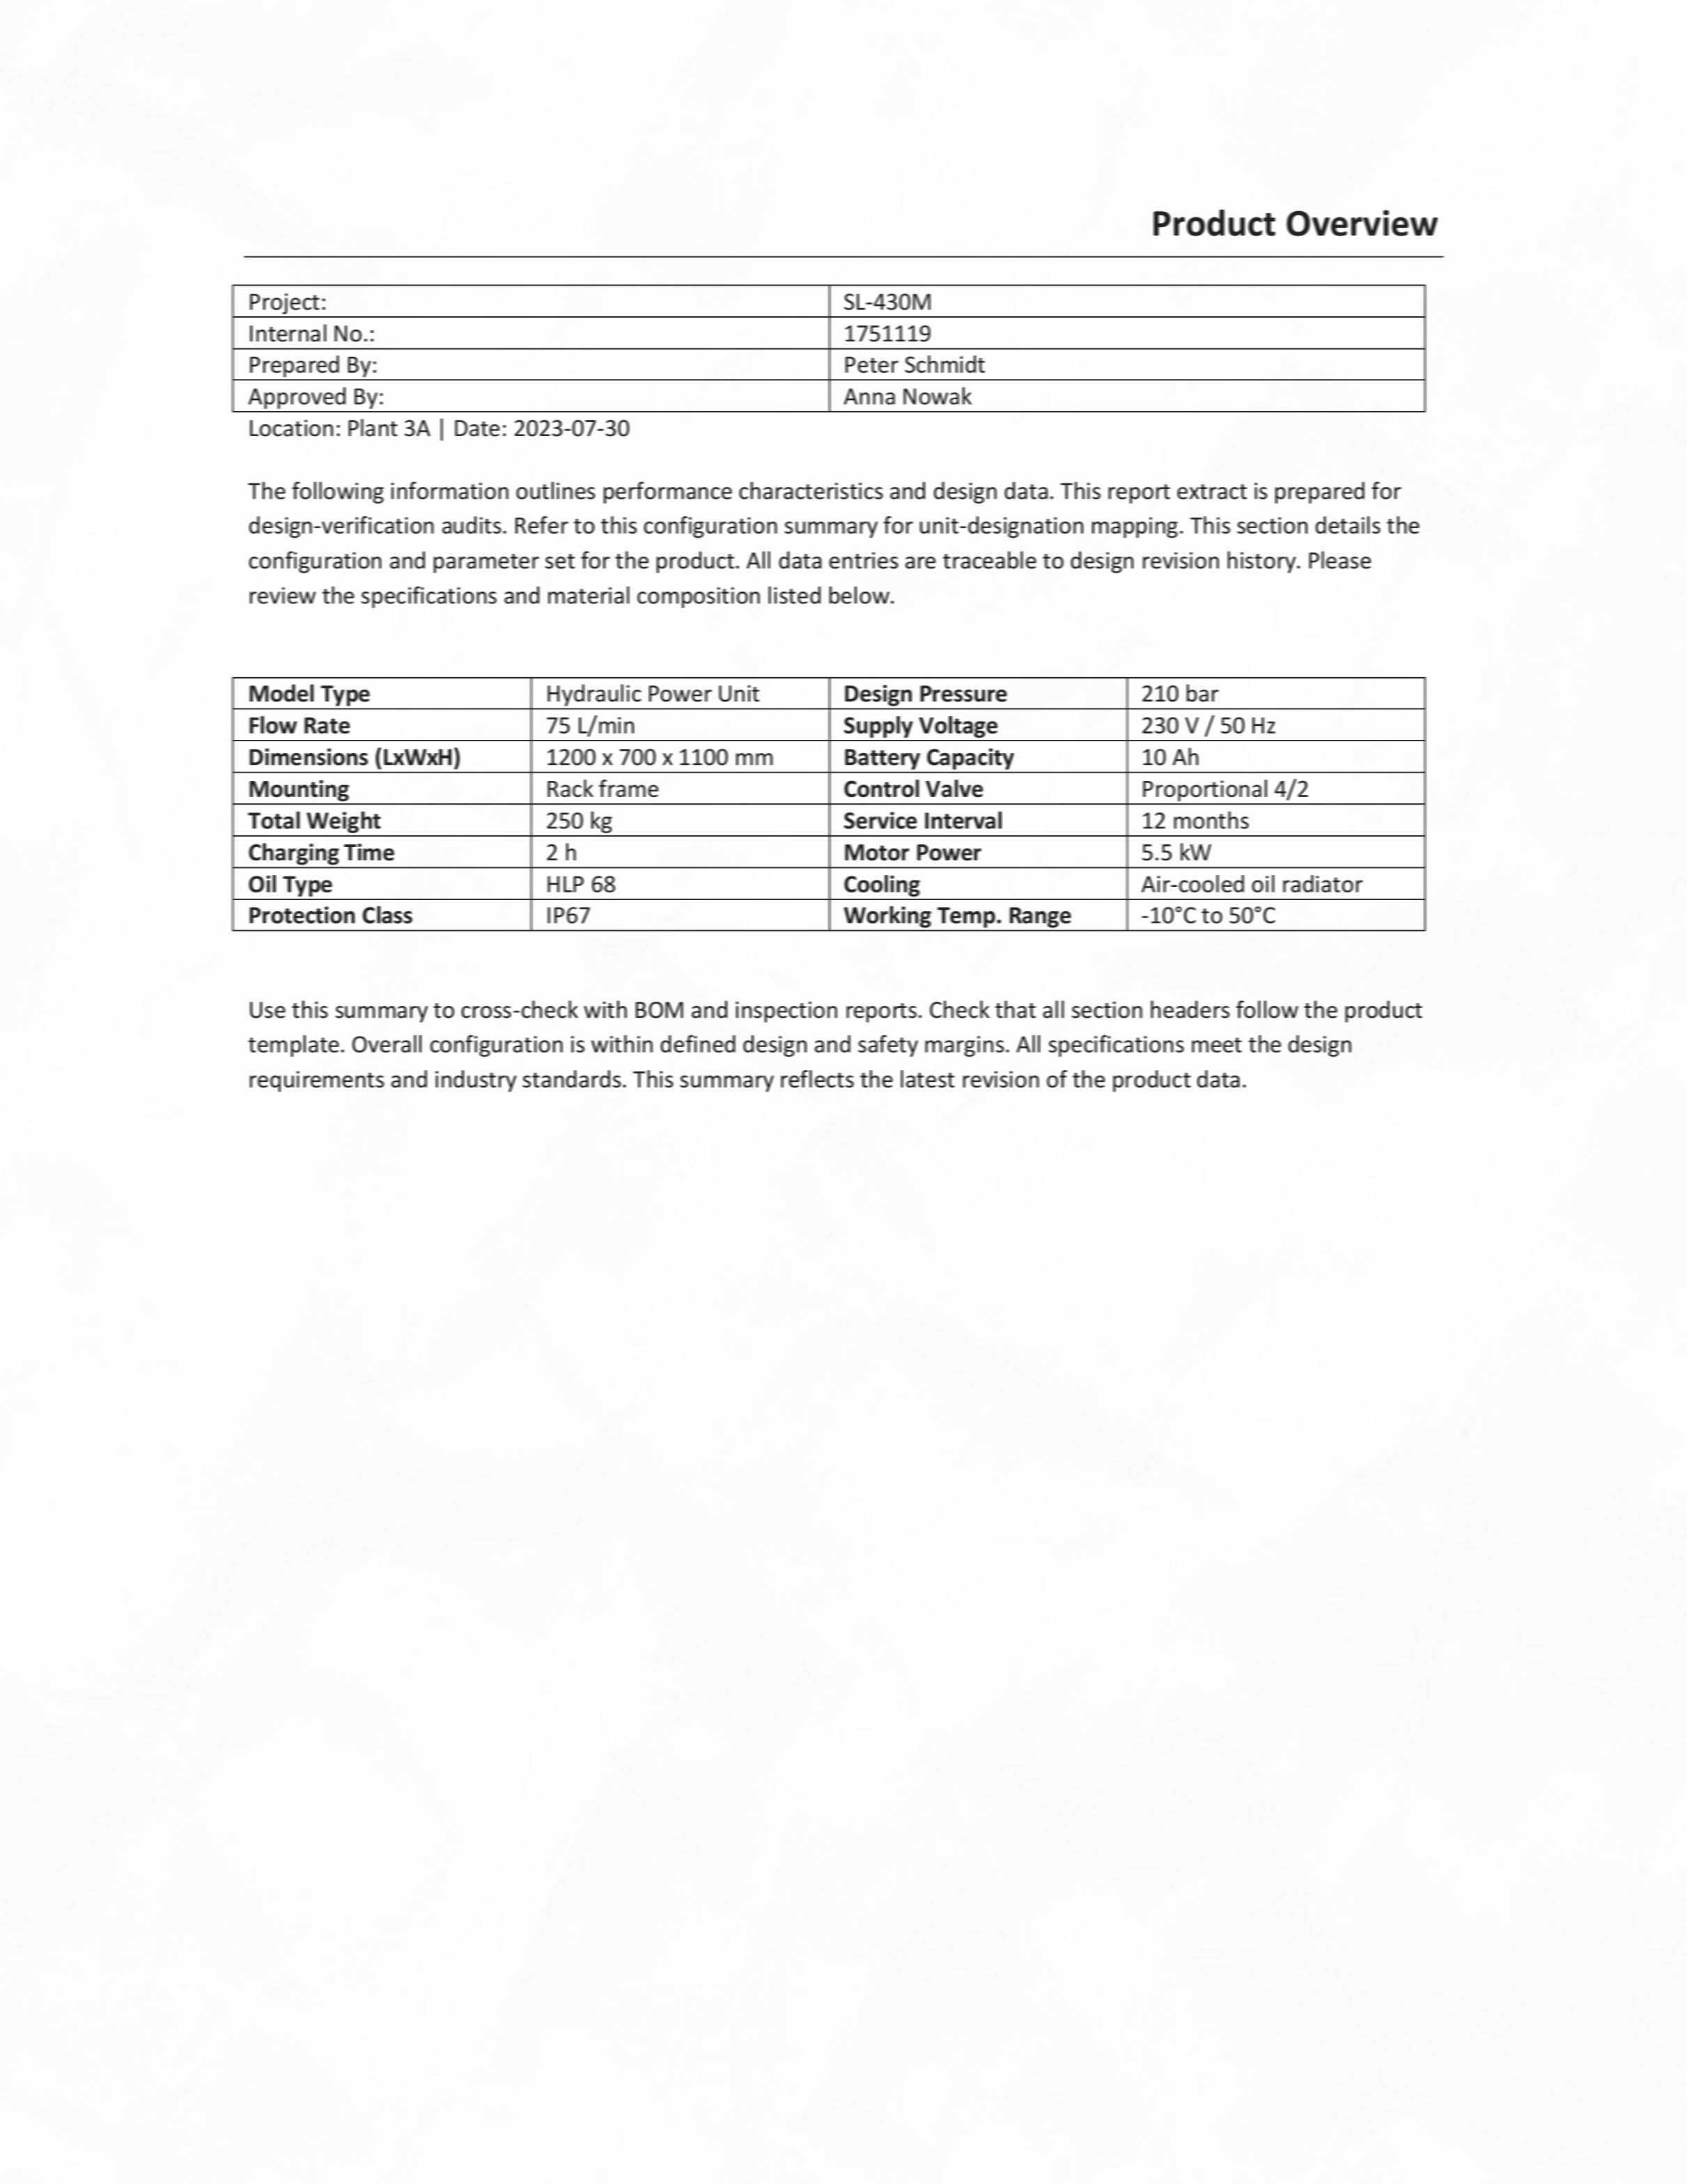 Product Overview
Project: SL-430M
Internal No.: 1751119
Prepared By: Peter Schmidt
Approved By: Anna Nowak
Location: Plant 3A | Date: 2023-07-30
The following information outlines performance characteristics and design data. This report extract is prepared for
design-verification audits. Refer to this configuration summary for unit-designation mapping. This section details the
configuration and parameter set for the product. All data entries are traceable to design revision history. Please
review the specifications and material composition listed below.
Model Type Hydraulic Power Unit Design Pressure 210 bar
Flow Rate 75 L/min Supply Voltage 230 V / 50 Hz
Dimensions (LxWxH) 1200 x 700 x 1100 mm Battery Capacity 10 Ah
Mounting Rack frame Control Valve Proportional 4/2
Total Weight 250 kg Service Interval 12 months
Charging Time 2 h Motor Power 5.5 kW
Oil Type HLP 68 Cooling Air-cooled oil radiator
Protection Class IP67 Working Temp. Range -10°C to 50°C
Use this summary to cross-check with BOM and inspection reports. Check that all section headers follow the product
template. Overall configuration is within defined design and safety margins. All specifications meet the design
requirements and industry standards. This summary reflects the latest revision of the product data.